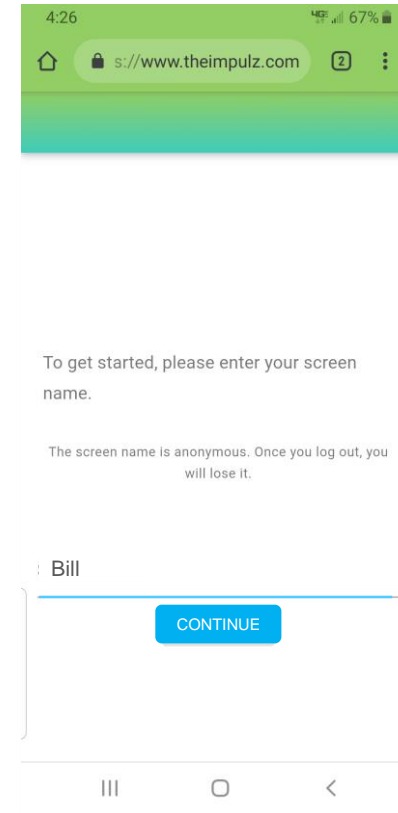 4:26
4GE 67%
s://www.theimpulz.com 2
To get started, please enter your screen
name.
The screen name is anonymous. Once you log out, you
will lose it.
Bill
CONTINUE